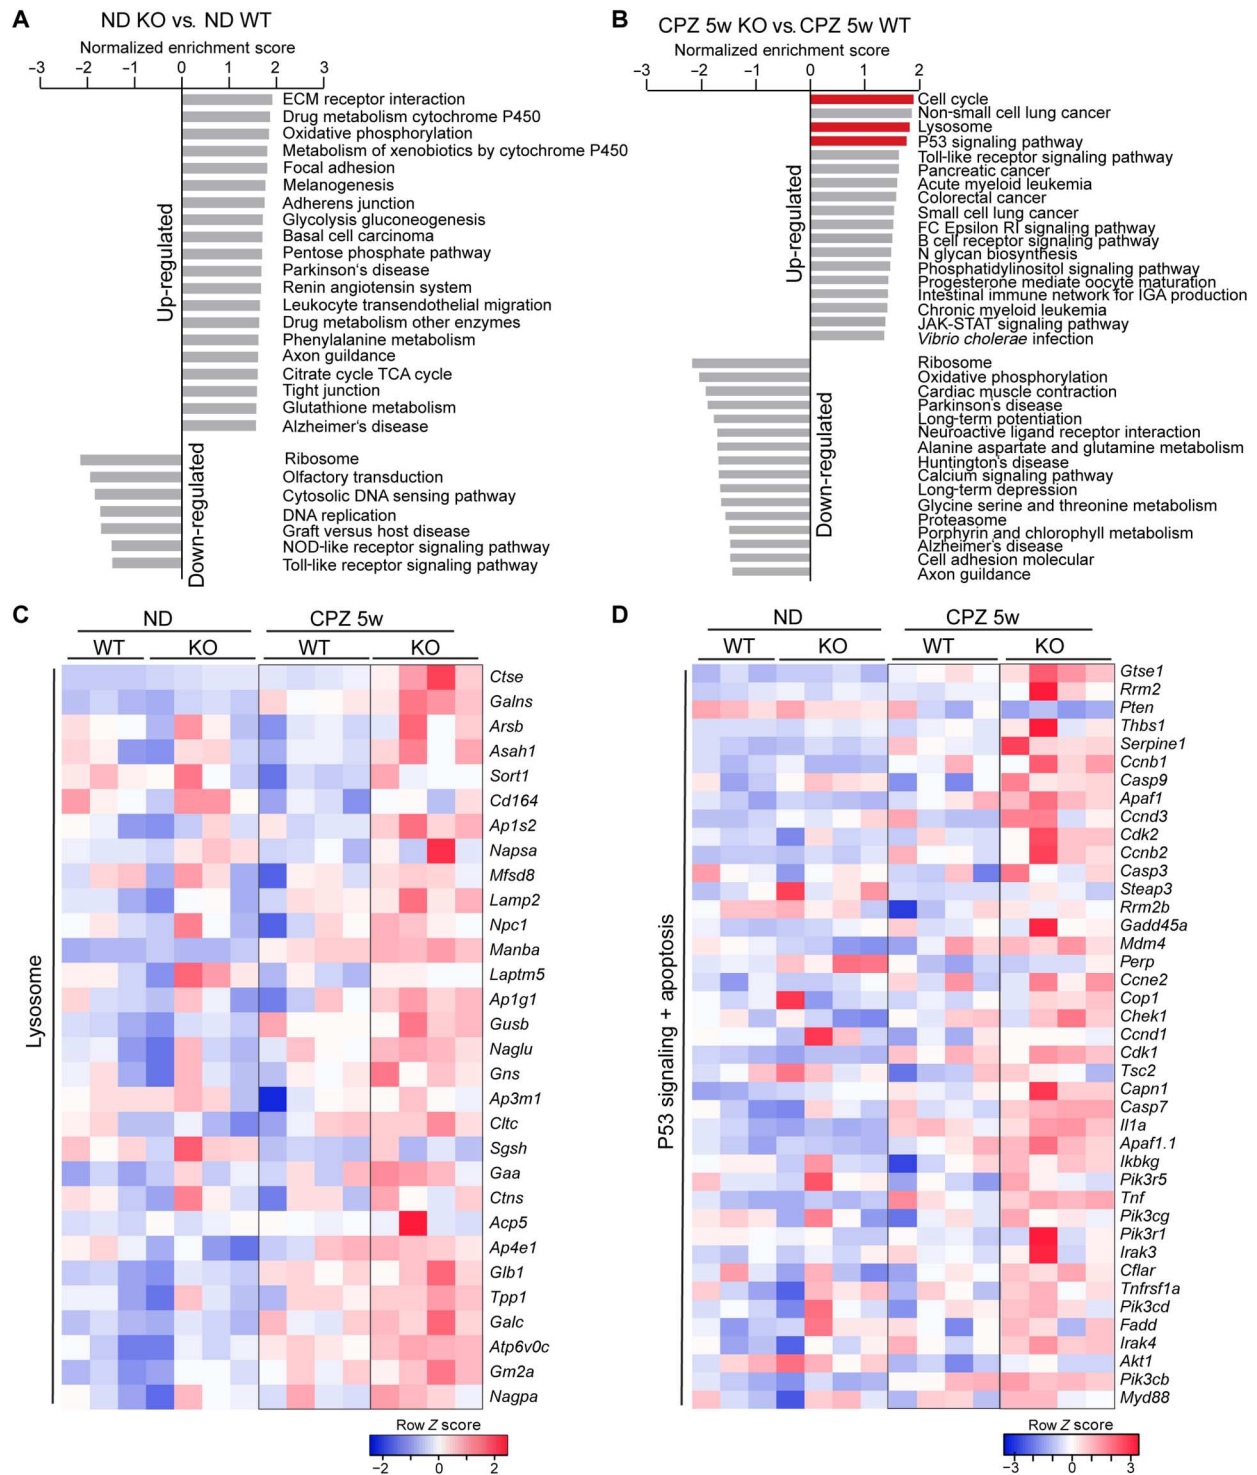 A
ND KO vs. ND WT
Normalized enrichment score
−3 −2 −1 0 1 2 3
Up-regulated
ECM receptor interaction
Drug metabolism cytochrome P450
Oxidative phosphorylation
Metabolism of xenobiotics by cytochrome P450
Focal adhesion
Melanogenesis
Adherens junction
Glycolysis gluconeogenesis
Basal cell carcinoma
Pentose phosphate pathway
Parkinson's disease
Renin angiotensin system
Leukocyte transendothelial migration
Drug metabolism other enzymes
Phenylalanine metabolism
Axon guildance
Citrate cycle TCA cycle
Tight junction
Glutathione metabolism
Alzheimer's disease
Down-regulated
Ribosome
Olfactory transduction
Cytosolic DNA sensing pathway
DNA replication
Graft versus host disease
NOD-like receptor signaling pathway
Toll-like receptor signaling pathway
B
CPZ 5w KO vs. CPZ 5w WT
Normalized enrichment score
−3 −2 −1 0 1 2
Up-regulated
Cell cycle
Non-small cell lung cancer
Lysosome
P53 signaling pathway
Toll-like receptor signaling pathway
Pancreatic cancer
Acute myeloid leukemia
Colorectal cancer
Small cell lung cancer
FC Epsilon RI signaling pathway
B cell receptor signaling pathway
N glycan biosynthesis
Phosphatidylinositol signaling pathway
Progesterone mediate oocyte maturation
Intestinal immune network for IGA production
Chronic myeloid leukemia
JAK-STAT signaling pathway
Vibrio cholerae infection
Down-regulated
Ribosome
Oxidative phosphorylation
Cardiac muscle contraction
Parkinson's disease
Long-term potentiation
Neuroactive ligand receptor interaction
Alanine aspartate and glutamine metabolism
Huntington's disease
Calcium signaling pathway
Long-term depression
Glycine serine and threonine metabolism
Proteasome
Porphyrin and chlorophyll metabolism
Alzheimer's disease
Cell adhesion molecular
Axon guildance
C
ND CPZ 5w
WT KO WT KO
Lysosome
Ctse
Galns
Arsb
Asah1
Sort1
Cd164
Ap1s2
Napsa
Mfsd8
Lamp2
Npc1
Manba
Laptm5
Ap1g1
Gusb
Naglu
Gns
Ap3m1
Cltc
Sgsh
Gaa
Ctns
Acp5
Ap4e1
Glb1
Tpp1
Galc
Atp6v0c
Gm2a
Nagpa
Row Z score
−2 0 2
D
ND CPZ 5w
WT KO WT KO
P53 signaling + apoptosis
Gtse1
Rrm2
Pten
Thbs1
Serpine1
Ccnb1
Casp9
Apaf1
Ccnd3
Cdk2
Ccnb2
Casp3
Steap3
Rrm2b
Gadd45a
Mdm4
Perp
Ccne2
Cop1
Chek1
Ccnd1
Cdk1
Tsc2
Capn1
Casp7
Il1a
Apaf1.1
Ikbkg
Pik3r5
Tnf
Pik3cg
Pik3r1
Irak3
Cflar
Tnfrsf1a
Pik3cd
Fadd
Irak4
Akt1
Pik3cb
Myd88
Row Z score
−3 −1 0 1 3